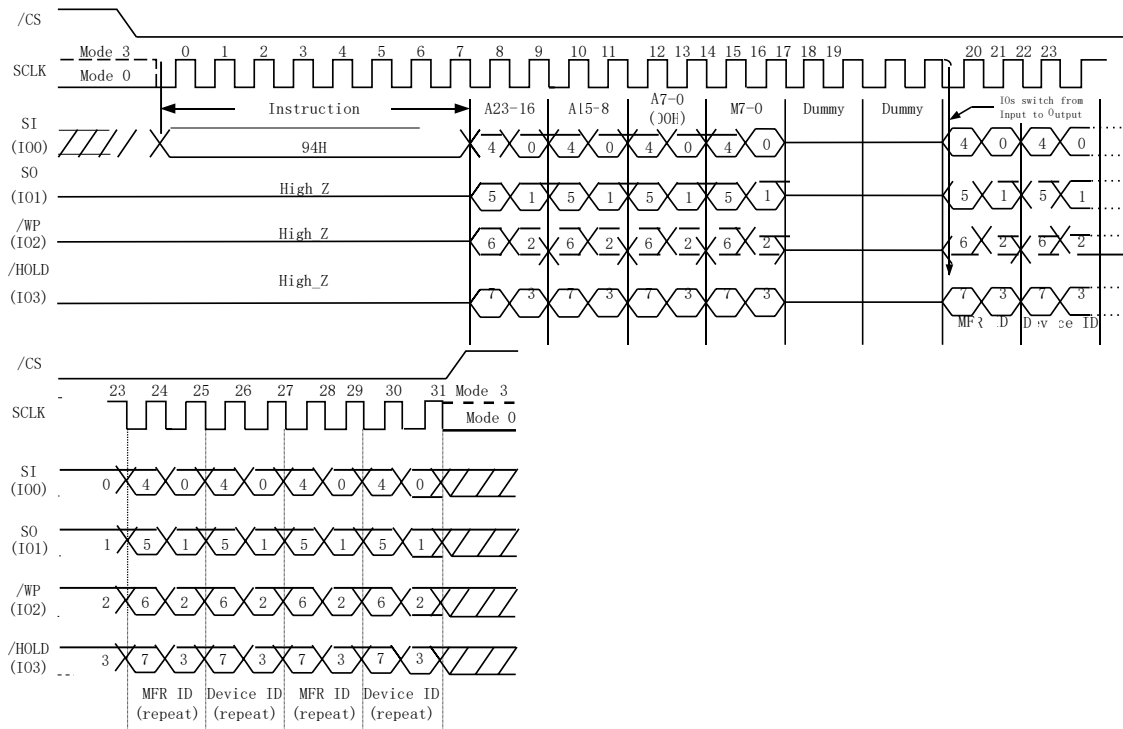 /CS
Mode 3 0 1 2 3 4 5 6 7 8 9 10 11 12 13 14 15 16 17 18 19 20 21 22 23
SCLK
Mode 0
Instruction A23-16 A15-8 A7-0 (00H) M7-0 Dummy Dummy IOs switch from Input to Output
SI
(IO0) 94H 4 0 4 0 4 0 4 0 4 0 4 0
SO
(IO1) High_Z 5 1 5 1 5 1 5 1 5 1 5 1
/WP
(IO2) High_Z 6 2 6 2 6 2 6 2 6 2 6 2
/HOLD
(IO3) High_Z 7 3 7 3 7 3 7 3 7 3 7 3
MFR ID Device ID
/CS
23 24 25 26 27 28 29 30 31 Mode 3
SCLK Mode 0
SI
(IO0) 0 4 0 4 0 4 0 4 0
SO
(IO1) 1 5 1 5 1 5 1 5 1
/WP
(IO2) 2 6 2 6 2 6 2 6 2
/HOLD
(IO3) 3 7 3 7 3 7 3 7 3
MFR ID Device ID MFR ID Device ID
(repeat) (repeat) (repeat) (repeat)